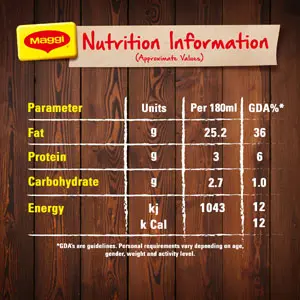 Maggi
Nutrition Information
(Approximate Values)
Parameter Units Per 180ml GDA%*
Fat g 25.2 36
Protein g 3 6
Carbohydrate g 2.7 1.0
Energy kj 1043 12
k Cal 12
*GDA's are guidelines. Personal requirements vary depending on age,
gender, weight and activity level.